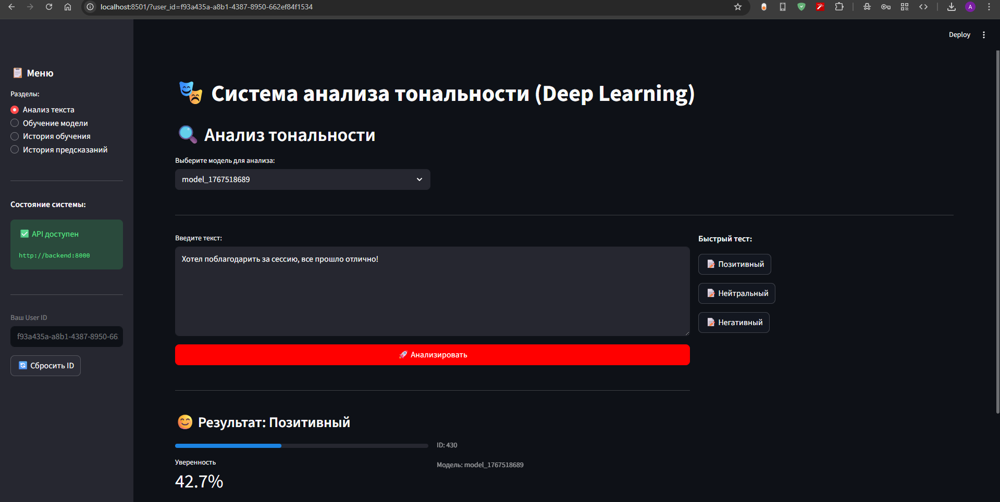 localhost:8501/?user_id=f93a435a-a8b1-4387-8950-662ef84f1534
A
Deploy
Меню
Разделы:
Анализ текста
Обучение модели
История обучения
История предсказаний
Состояние системы:
API доступен
http://backend:8000
Ваш User ID
f93a435a-a8b1-4387-8950-66
Сбросить ID
Система анализа тональности (Deep Learning)
Анализ тональности
Выберите модель для анализа:
model_1767518689
Введите текст:
Хотел поблагодарить за сессию, все прошло отлично!
Анализировать
Быстрый тест:
Позитивный
Нейтральный
Негативный
Результат: Позитивный
ID: 430
Уверенность
Модель: model_1767518689
42.7%